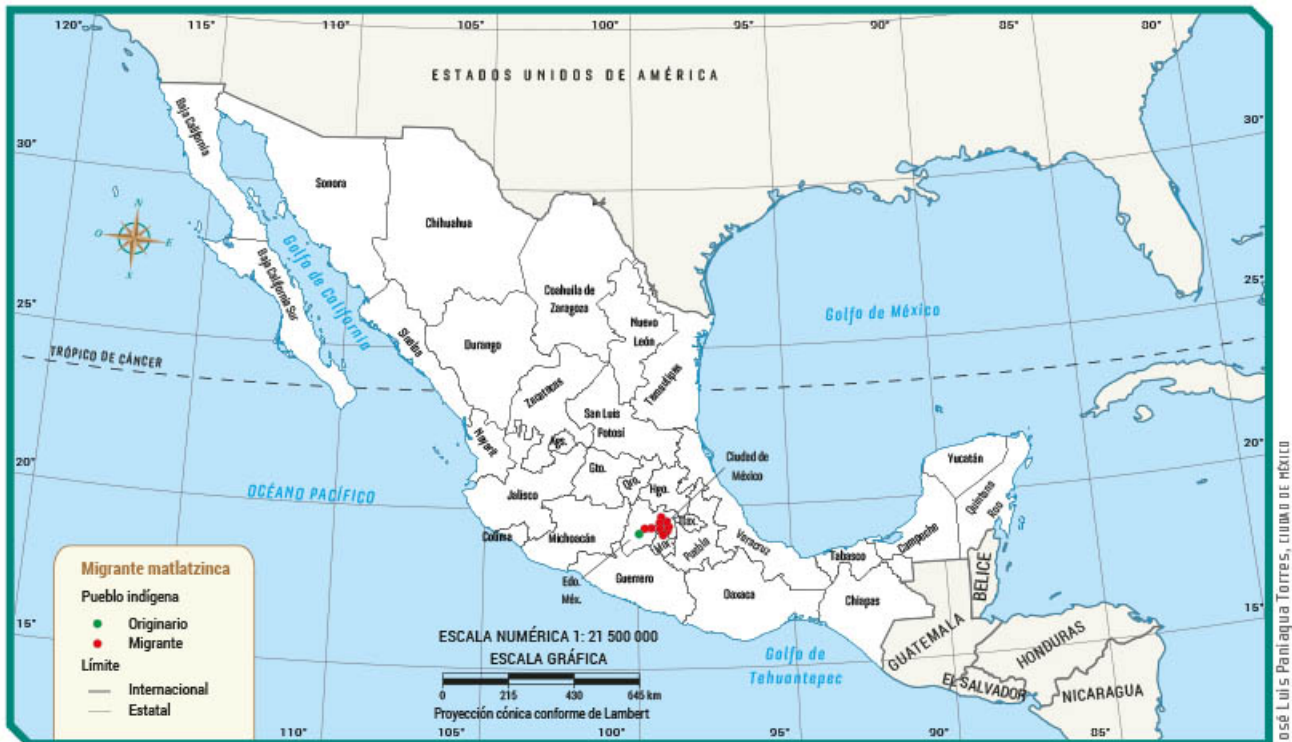 120°
115°
110°
105°
100°
95°
90°
85°
80°
ESTADOS UNIDOS DE AMÉRICA
30°
30°
25°
25°
20°
20°
15°
15°
Baja California
Sonora
Chihuahua
Golfo de California
Baja California Sur
Coahuila de
Zaragoza
Nuevo
León
Sinaloa
Durango
Golfo de México
TRÓPICO DE CÁNCER
Zacatecas
Tamaulipas
San Luis
Potosí
Nayarit
Ags.
Ciudad de
México
Yucatán
Gto.
Qro.
Hgo.
Quintana
Roo
OCÉANO PACÍFICO
Jalisco
Tlax.
Campeche
Colima
Michoacán
Mor.
Puebla
Veracruz
Tabasco
BELICE
Edo.
Méx.
Guerrero
Oaxaca
Chiapas
GUATEMALA
HONDURAS
EL SALVADOR
NICARAGUA
Golfo de
Tehuantepec
N
O
E
S
Migrante matlatzinca
Pueblo indígena
Originario
Migrante
Límite
Internacional
Estatal
ESCALA NUMÉRICA 1: 21 500 000
ESCALA GRÁFICA
0 215 430 645 km
Proyección cónica conforme de Lambert
110°
105°
100°
95°
90°
85°
osé Luis Paniagua Torres, CIUDAD DE MÉXICO